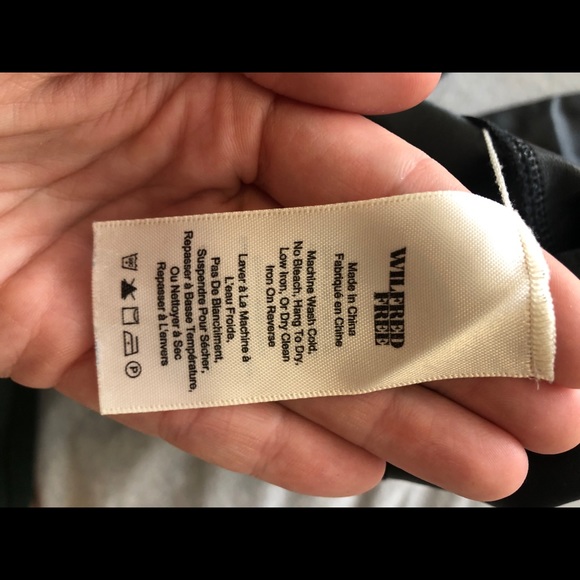 WILFRED
FREE
Made in China
Fabriqué en Chine
Machine Wash Cold,
No Bleach, Hang To Dry,
Low Iron, Or Dry Clean
Iron On Reverse
Laver à La Machine à
L'eau Froide,
Pas De Blanchiment,
Suspendre Pour Sécher,
Repasser à Basse Température,
Ou Nettoyer à Sec
Repasser à L'envers
P